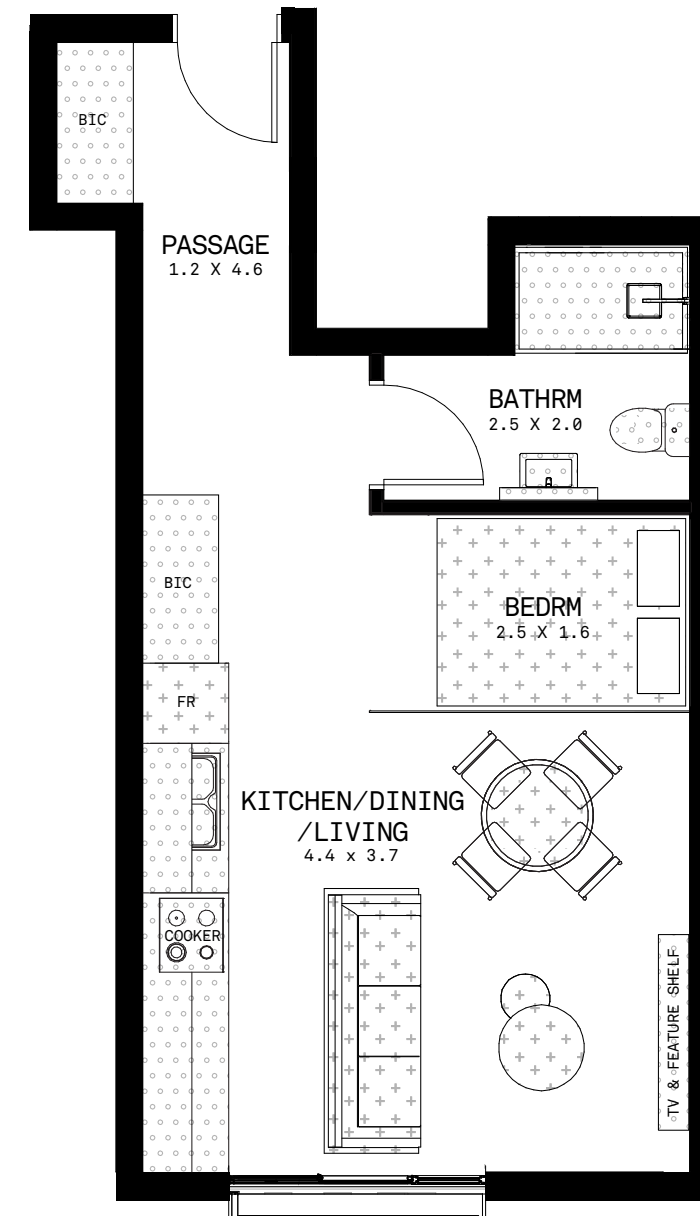 BIC
PASSAGE
1.2 X 4.6
BATHRM
2.5 X 2.0
BIC
BEDRM
2.5 X 1.6
FR
KITCHEN/DINING
/LIVING
4.4 x 3.7
COOKER
TV & FEATURE SHELF